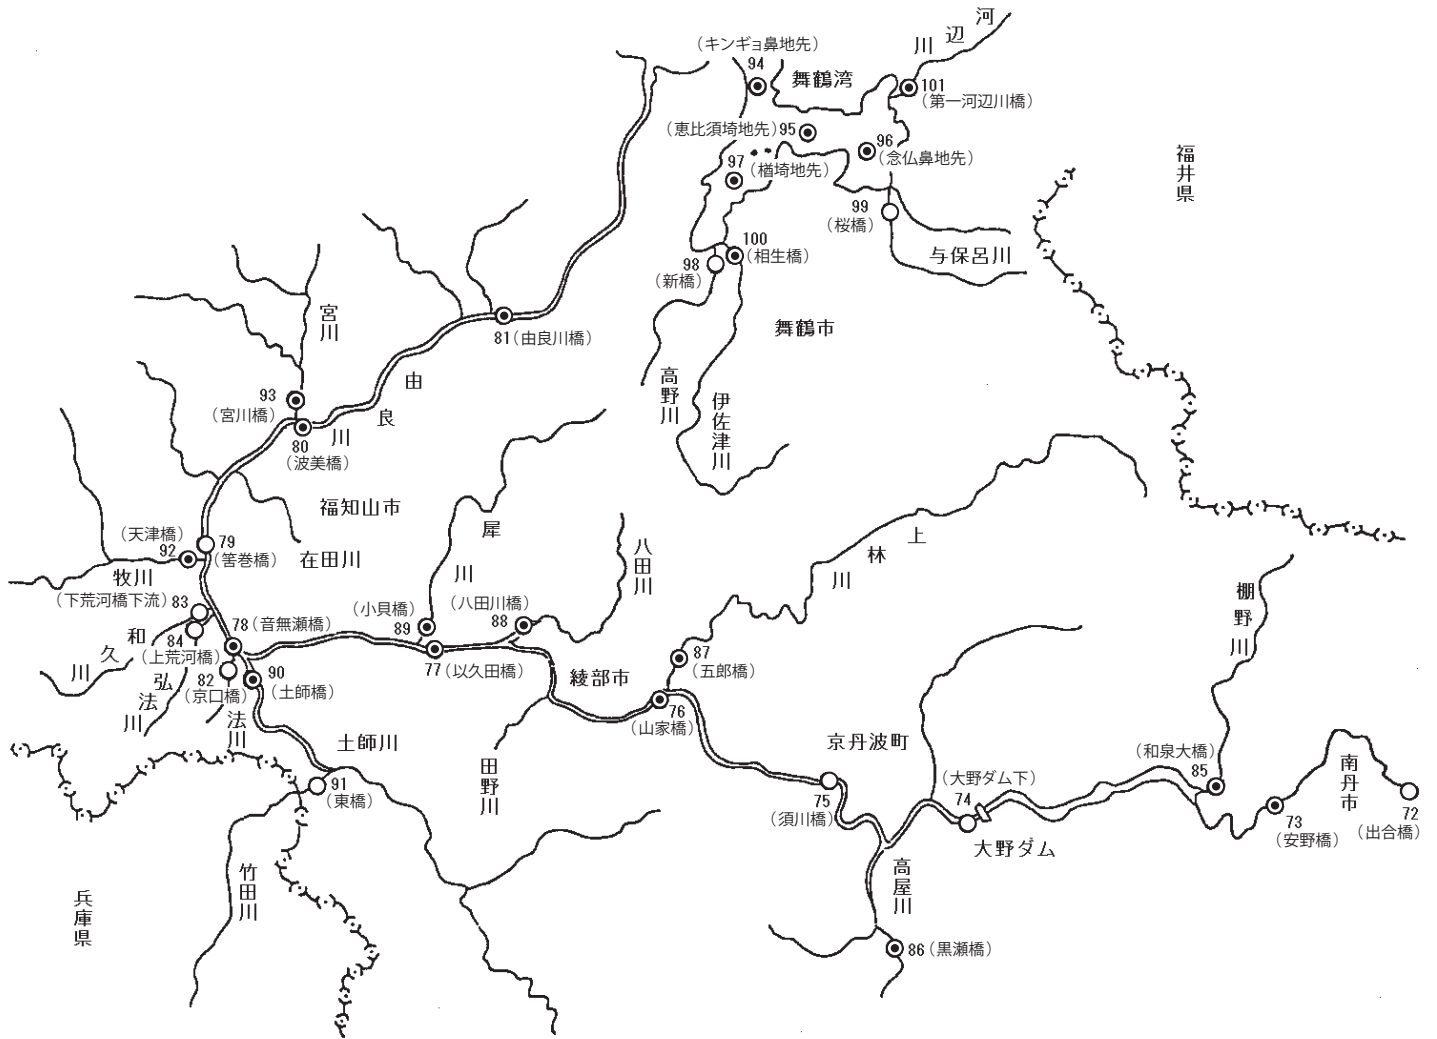 河辺川
（キンギョ鼻地先）
94
舞鶴湾
101
（第一河辺川橋）
（恵比須埼地先）95
96
（念仏鼻地先）
97
（楢埼地先）
福井県
99
（桜橋）
与保呂川
100
（相生橋）
98
（新橋）
舞鶴市
高野川
伊佐津川
宮川
81（由良川橋）
由良川
93
（宮川橋）
80
（波美橋）
福知山市
在田川
（天津橋）
92
79
（筈巻橋）
牧川
（下荒河橋下流）83
84
（上荒河橋）
和久川
弘法川
78（音無瀬橋）
82
（京口橋）
法川
90
（土師橋）
土師川
91
（東橋）
竹田川
兵庫県
犀川
（小貝橋）
89
77（以久田橋）
八田川
（八田川橋）
88
綾部市
田野川
上林川
87
（五郎橋）
76
（山家橋）
京丹波町
75
（須川橋）
（大野ダム下）
74
大野ダム
高屋川
86（黒瀬橋）
棚野川
（和泉大橋）
85
73
（安野橋）
南丹市
72
（出合橋）